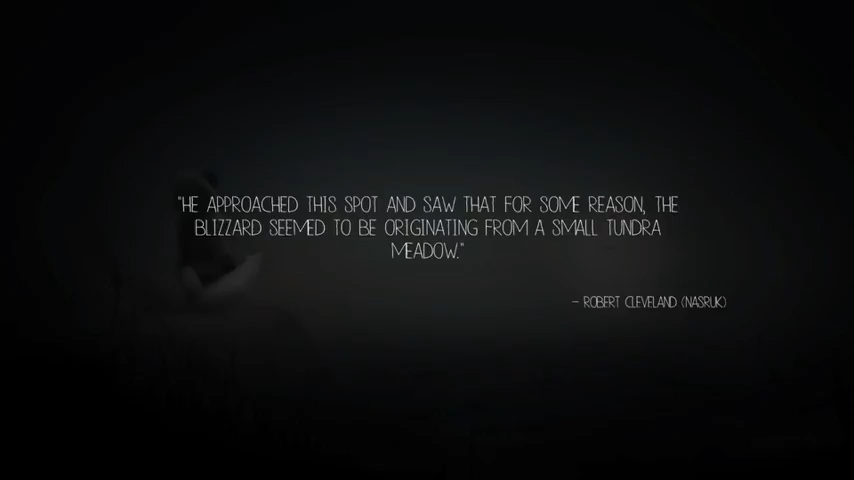 "HE APPROACHED THIS SPOT AND SAW THAT FOR SOME REASON, THE
BLIZZARD SEEMED TO BE ORIGINATING FROM A SMALL TUNDRA
MEADOW."
– ROBERT CLEVELAND (NASRUK)